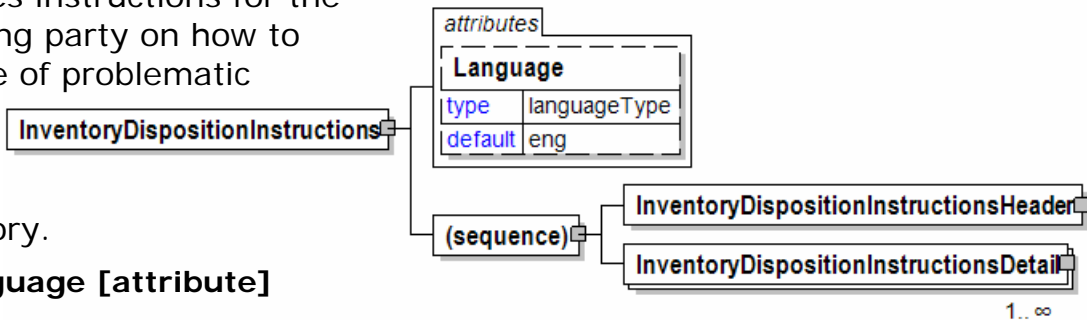 instructions for the
ng party on how to
e of problematic
ory.
guage [attribute]
InventoryDispositionInstructions
attributes
Language
type languageType
default eng
(sequence)
InventoryDispositionInstructionsHeader
InventoryDispositionInstructionsDetail
1..∞